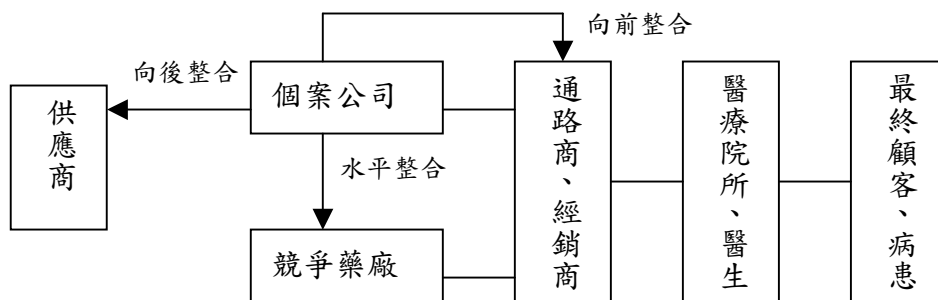 向前整合
向後整合
個案公司
供應商
通路商、經銷商
醫療院所、醫生
最終顧客、病患
水平整合
競爭藥廠